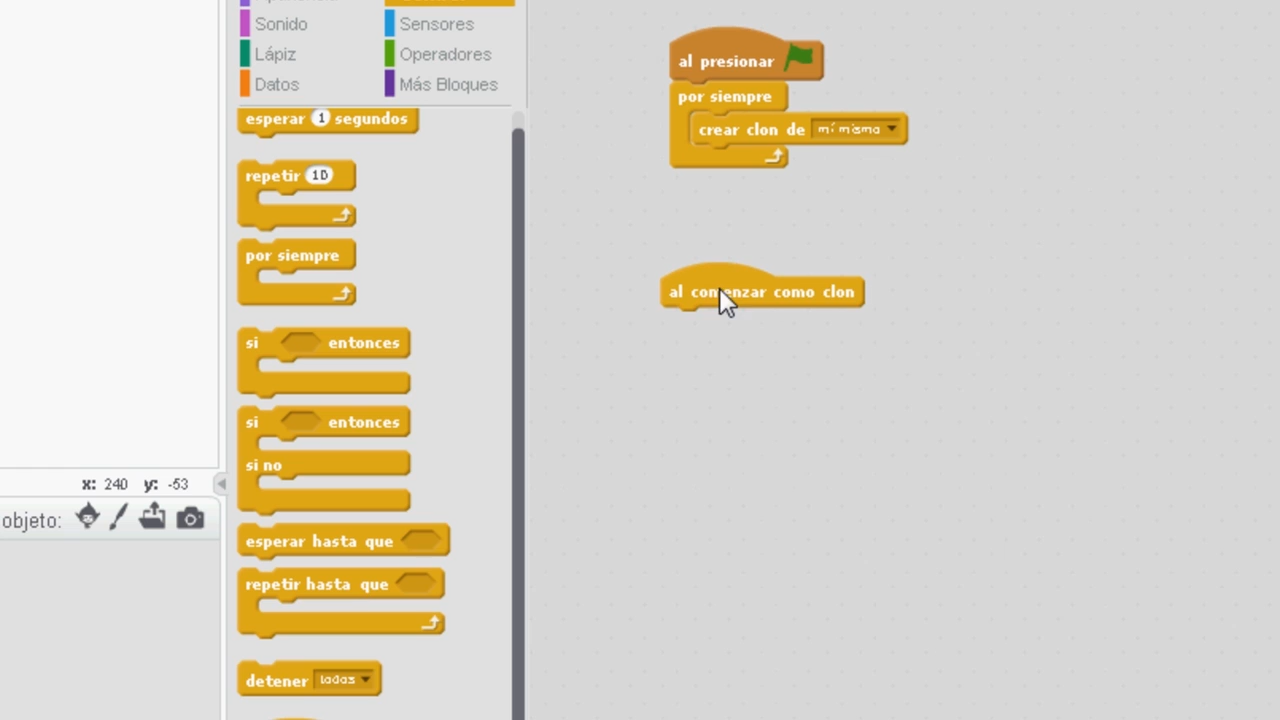 Sonido
Sensores
Lápiz
Operadores
Datos
Más Bloques
esperar 1 segundos
repetir 10
por siempre
si entonces
si entonces
si no
esperar hasta que
repetir hasta que
detener todos
x: 240 y: -53
objeto:
al presionar
por siempre
crear clon de mí mismo
al comenzar como clon